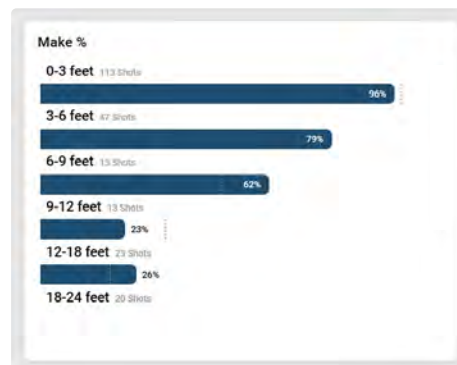 Make %
0-3 feet 113 Shots
96%
3-6 feet 47 Shots
79%
6-9 feet 13 Shots
62%
9-12 feet 13 Shots
23%
12-18 feet 23 Shots
26%
18-24 feet 20 Shots